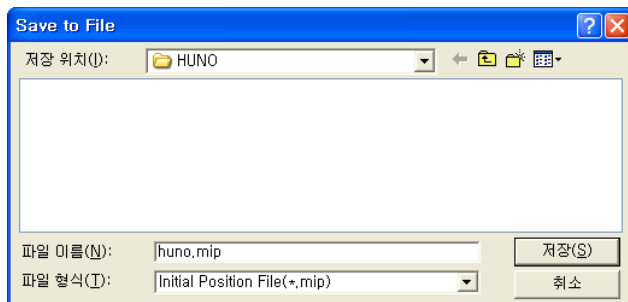 Save to File
저장 위치(I): HUNO
파일 이름(N): huno.mip 저장(S)
파일 형식(T): Initial Position File(*.mip) 취소